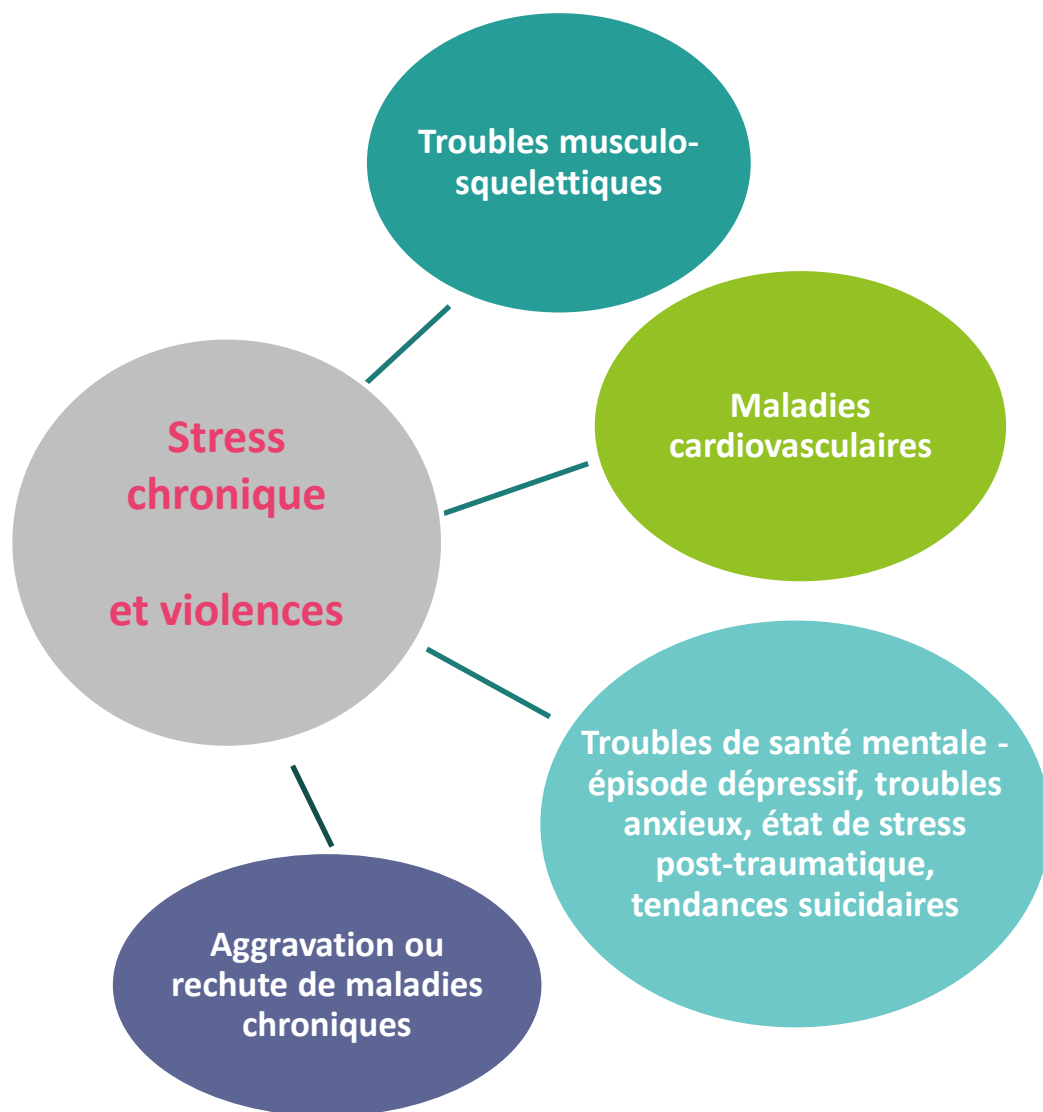 Troubles musculo-
squelettiques
Maladies
cardiovasculaires
Stress
chronique
et violences
Troubles de santé mentale -
épisode dépressif, troubles
anxieux, état de stress
post-traumatique,
tendances suicidaires
Aggravation ou
rechute de maladies
chroniques